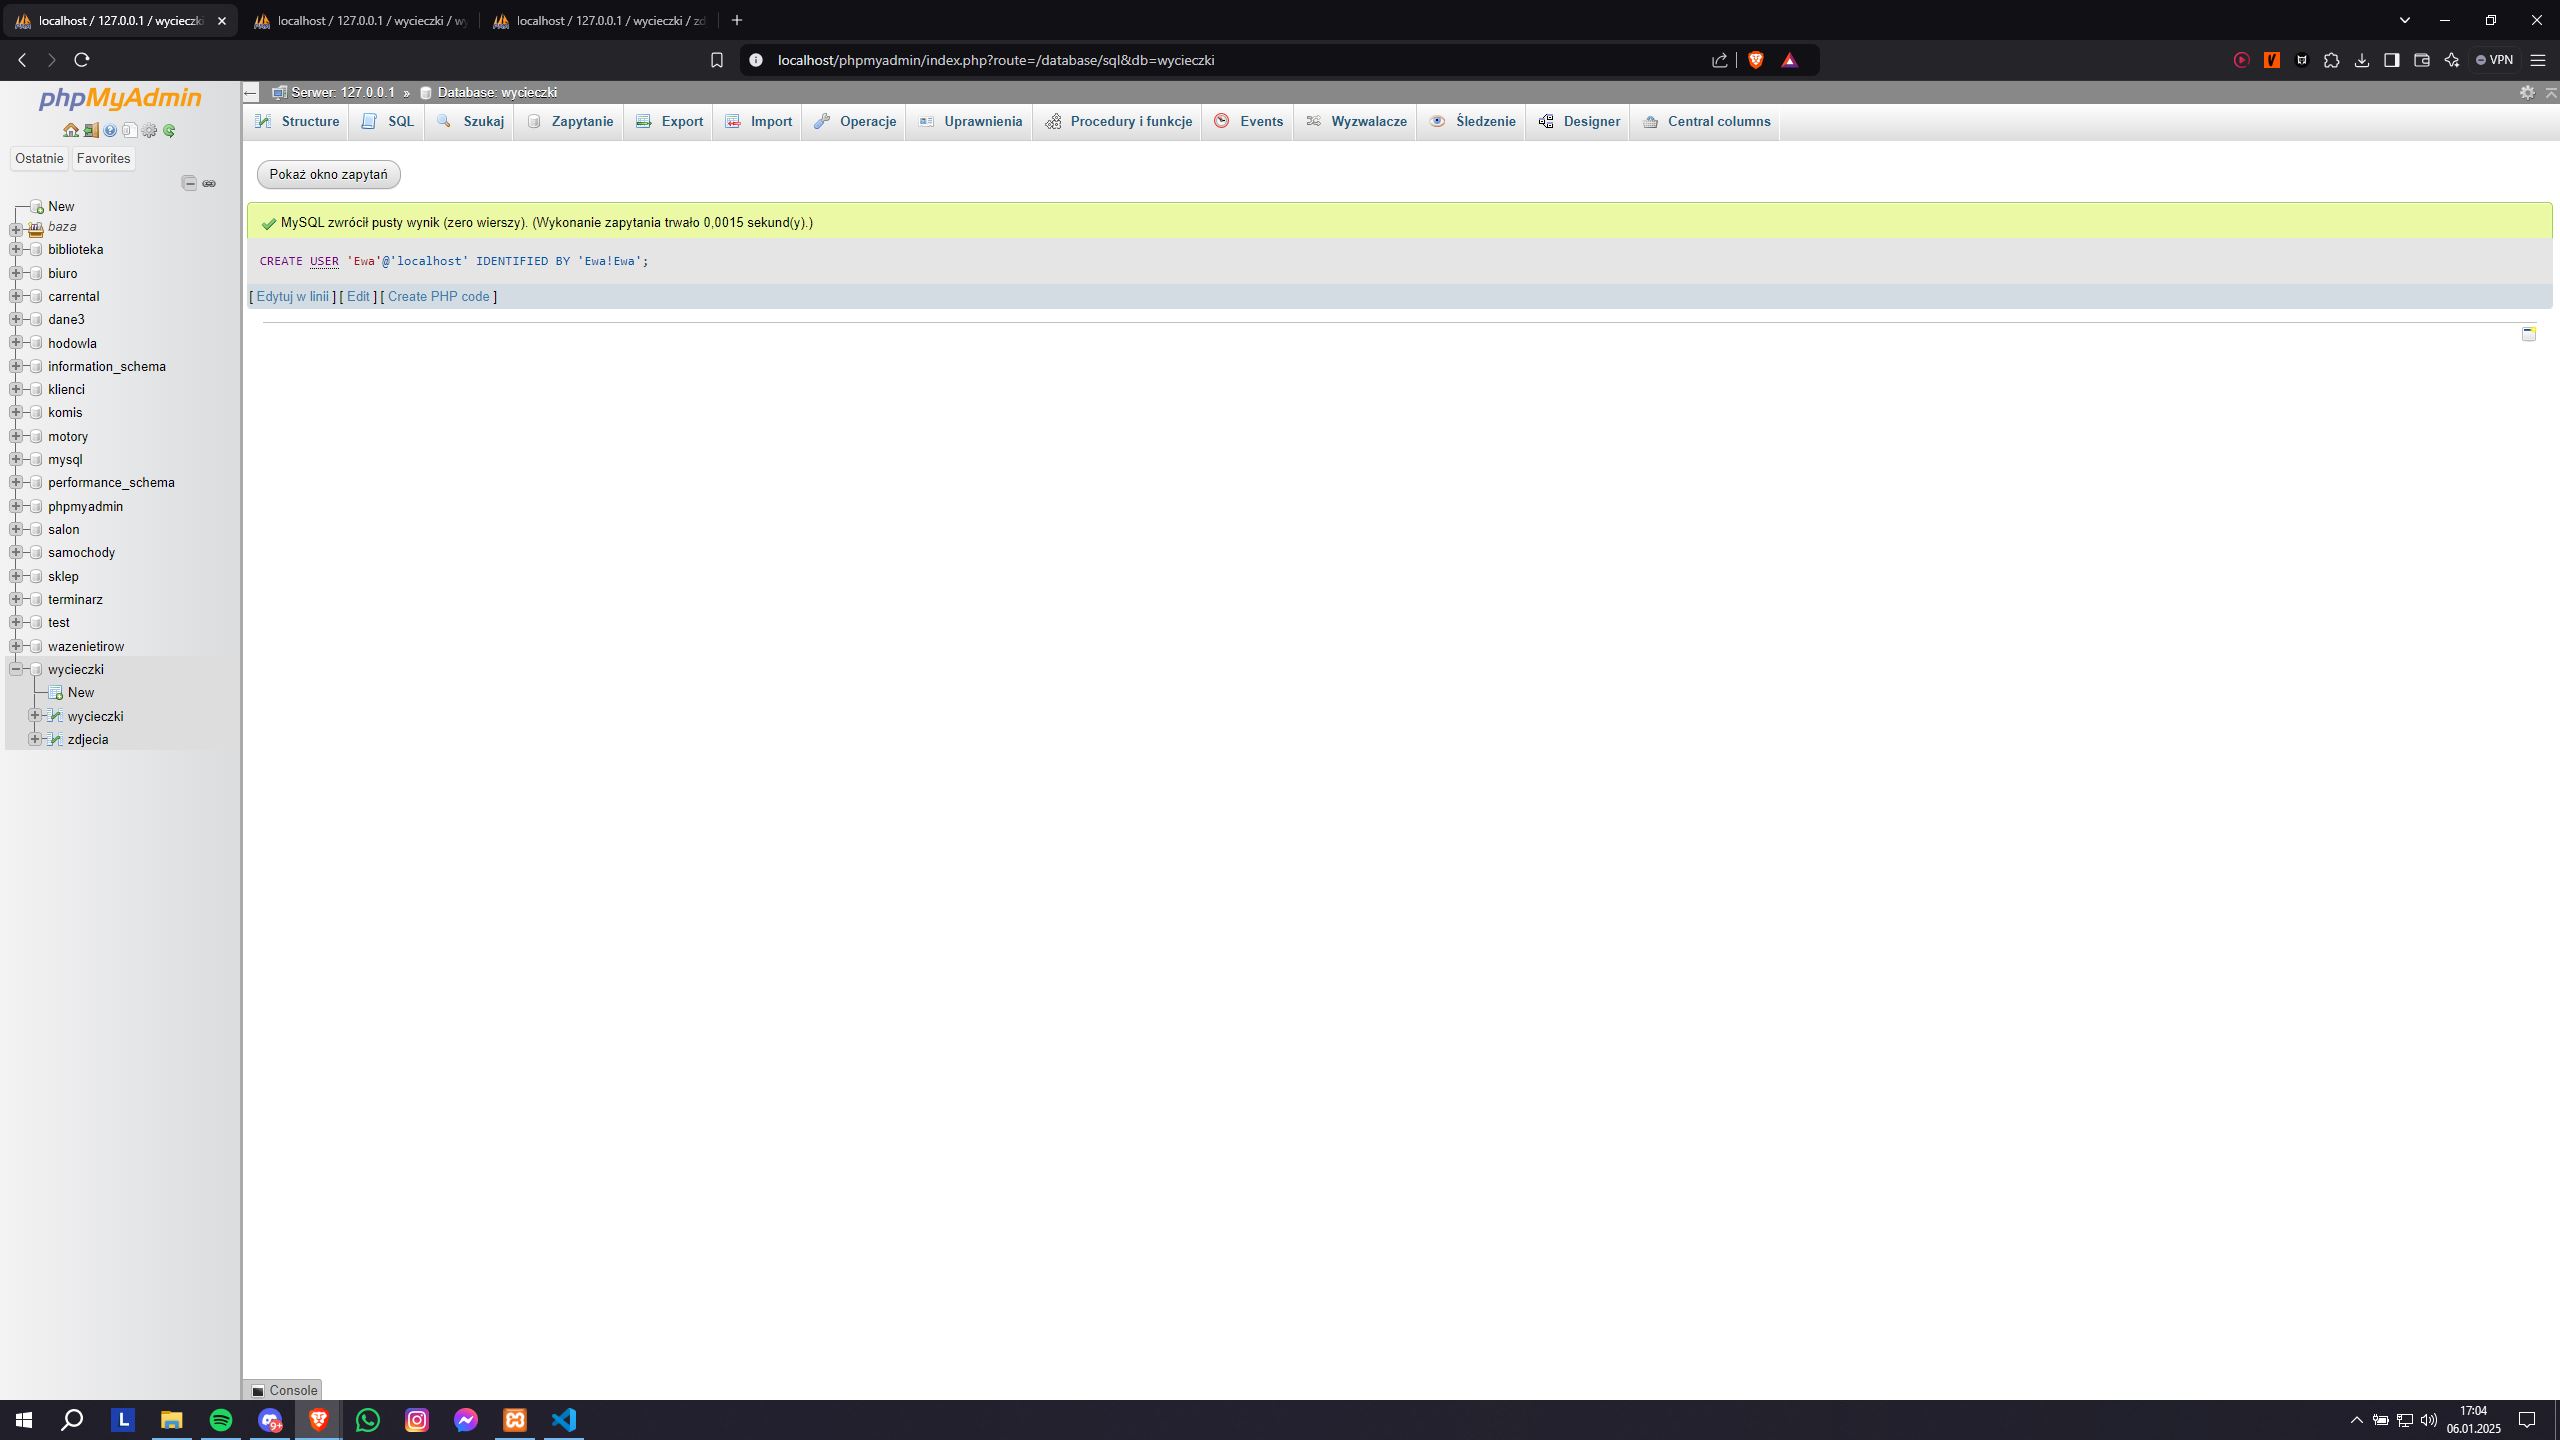 localhost / 127.0.0.1 / wycieczki
localhost / 127.0.0.1 / wycieczki / wy
localhost / 127.0.0.1 / wycieczki / zd
localhost/phpmyadmin/index.php?route=/database/sql&db=wycieczki
VPN
phpMyAdmin
Ostatnie
Favorites
New
baza
biblioteka
biuro
carrental
dane3
hodowla
information_schema
klienci
komis
motory
mysql
performance_schema
phpmyadmin
salon
samochody
sklep
terminarz
test
wazenietirow
wycieczki
New
wycieczki
zdjecia
Serwer: 127.0.0.1 » Database: wycieczki
Structure SQL Szukaj Zapytanie Export Import Operacje Uprawnienia Procedury i funkcje Events Wyzwalacze Śledzenie Designer Central columns
Pokaż okno zapytań
MySQL zwrócił pusty wynik (zero wierszy). (Wykonanie zapytania trwało 0,0015 sekund(y).)
CREATE USER 'Ewa'@'localhost' IDENTIFIED BY 'Ewa!Ewa';
[ Edytuj w linii ] [ Edit ] [ Create PHP code ]
Console
L
9+
17:04
06.01.2025